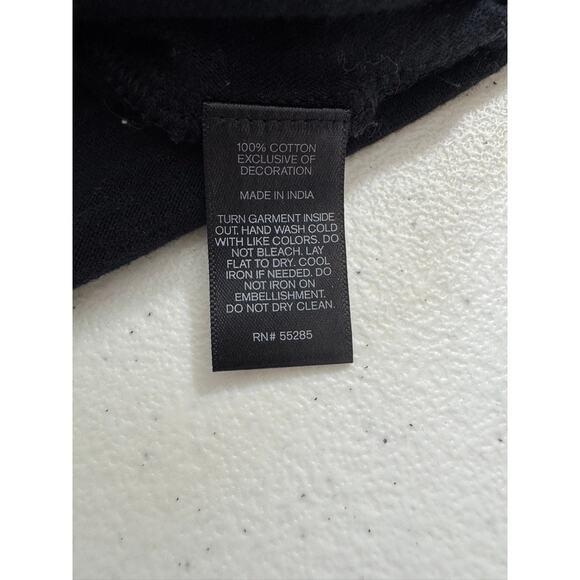 100% COTTON
EXCLUSIVE OF
DECORATION
MADE IN INDIA
TURN GARMENT INSIDE
OUT. HAND WASH COLD
WITH LIKE COLORS. DO
NOT BLEACH. LAY
FLAT TO DRY. COOL
IRON IF NEEDED. DO
NOT IRON ON
EMBELLISHMENT.
DO NOT DRY CLEAN.
RN# 55285